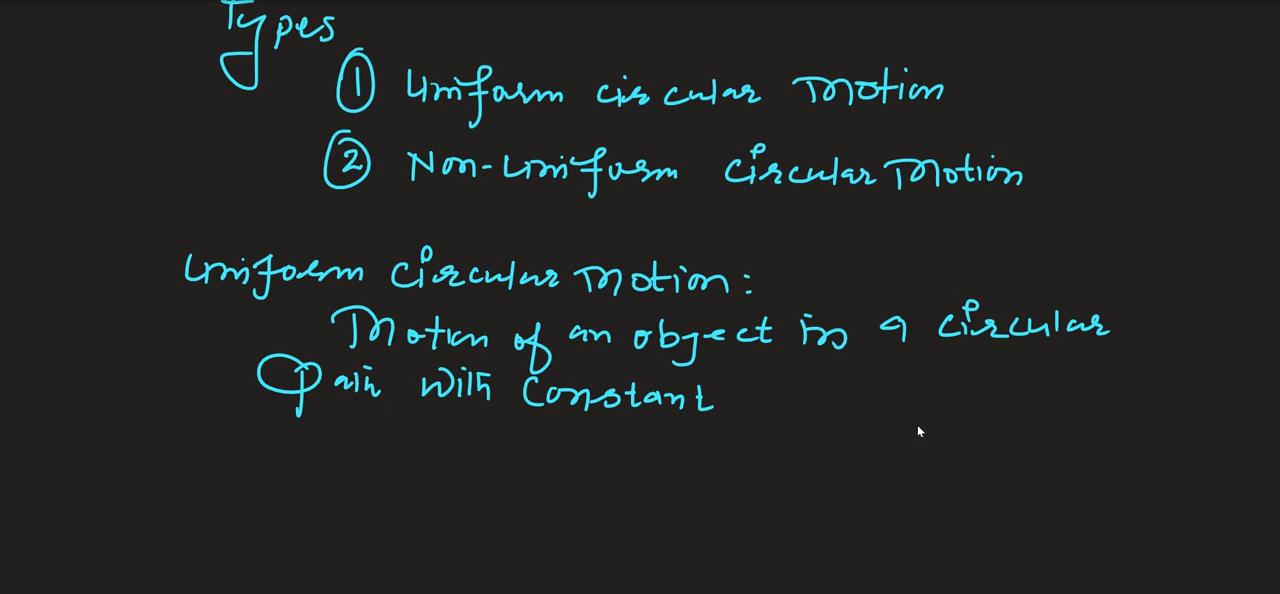 Types
① Uniform circular Motion
② Non-Uniform Circular Motion
Uniform Circular Motion:
Motion of an object in a circular
Path with Constant